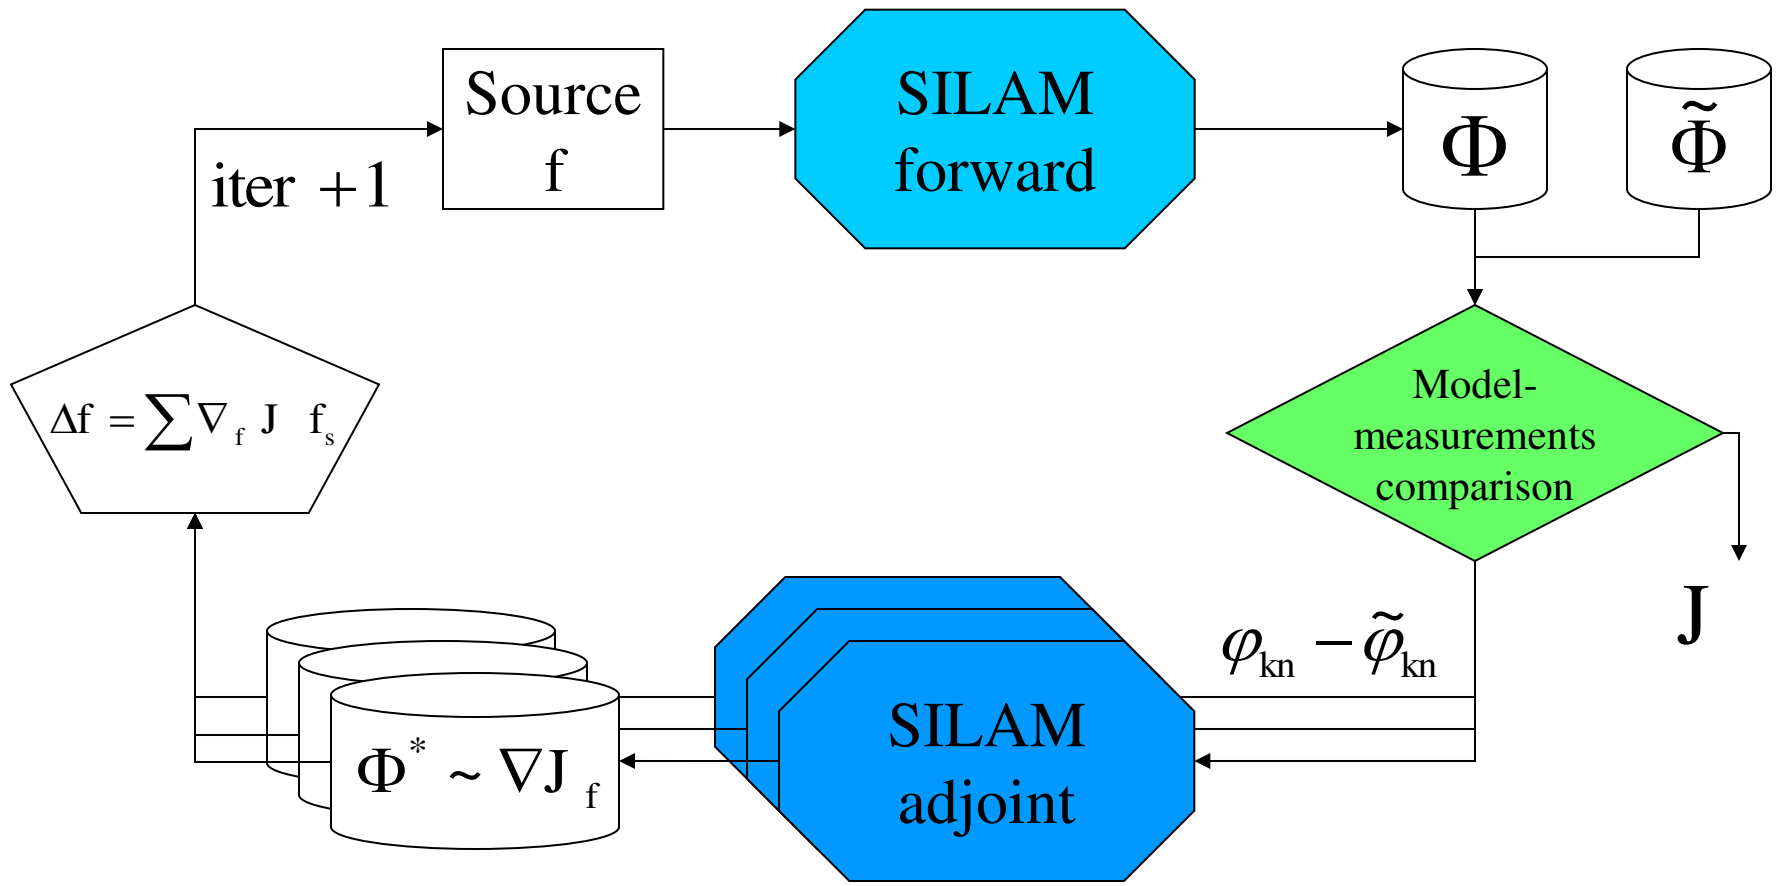 Source
f
SILAM
forward
Φ
Φ̃
iter +1
Model-
measurements
comparison
Δf = ∑∇f J fs
J
φkn − φ̃kn
SILAM
adjoint
Φ* ~ ∇J f